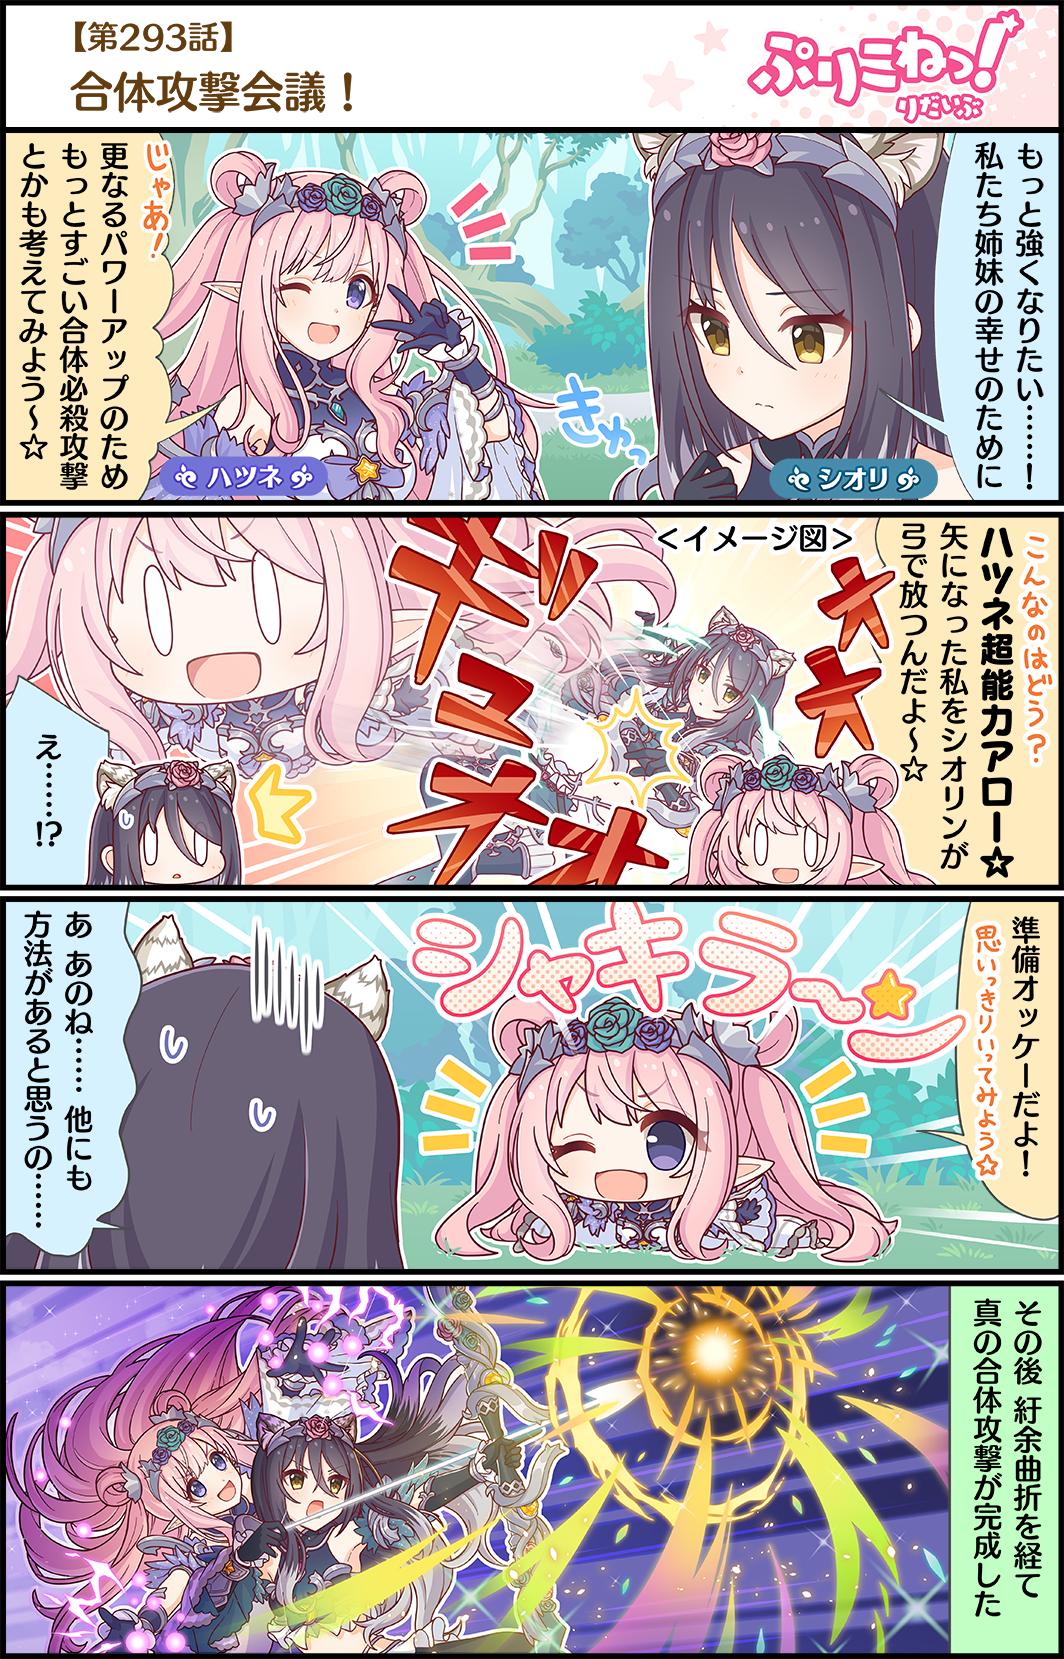 【第293話】
合体攻撃会議！
ぷりこねっ！
りだいぶ
もっと強くなりたい………！
私たち姉妹の幸せのために
きゅっ
シオリ
じゃあ！
更なるパワーアップのため
もっとすごい合体必殺攻撃
とかも考えてみよう〜☆
ハツネ
こんなのはどう？
ハツネ超能力アロー☆
矢になった私をシオリンが
弓で放つんだよ〜☆
＜イメージ図＞
オオ
ギュオオッ
え………⁉
準備オッケーだよ！
思いっきりいってみよう☆
シャキラ〜ン
あ あのね…… 他にも
方法があると思うの……
その後 紆余曲折を経て
真の合体攻撃が完成した